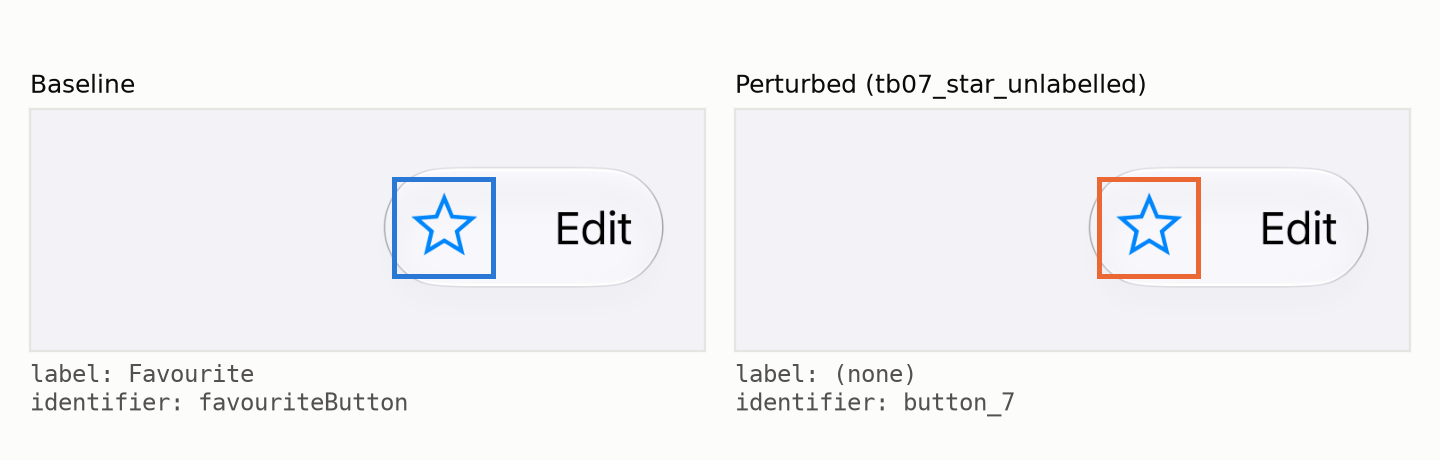 Baseline
Edit
label: Favourite
identifier: favouriteButton
Perturbed (tb07_star_unlabelled)
Edit
label: (none)
identifier: button_7